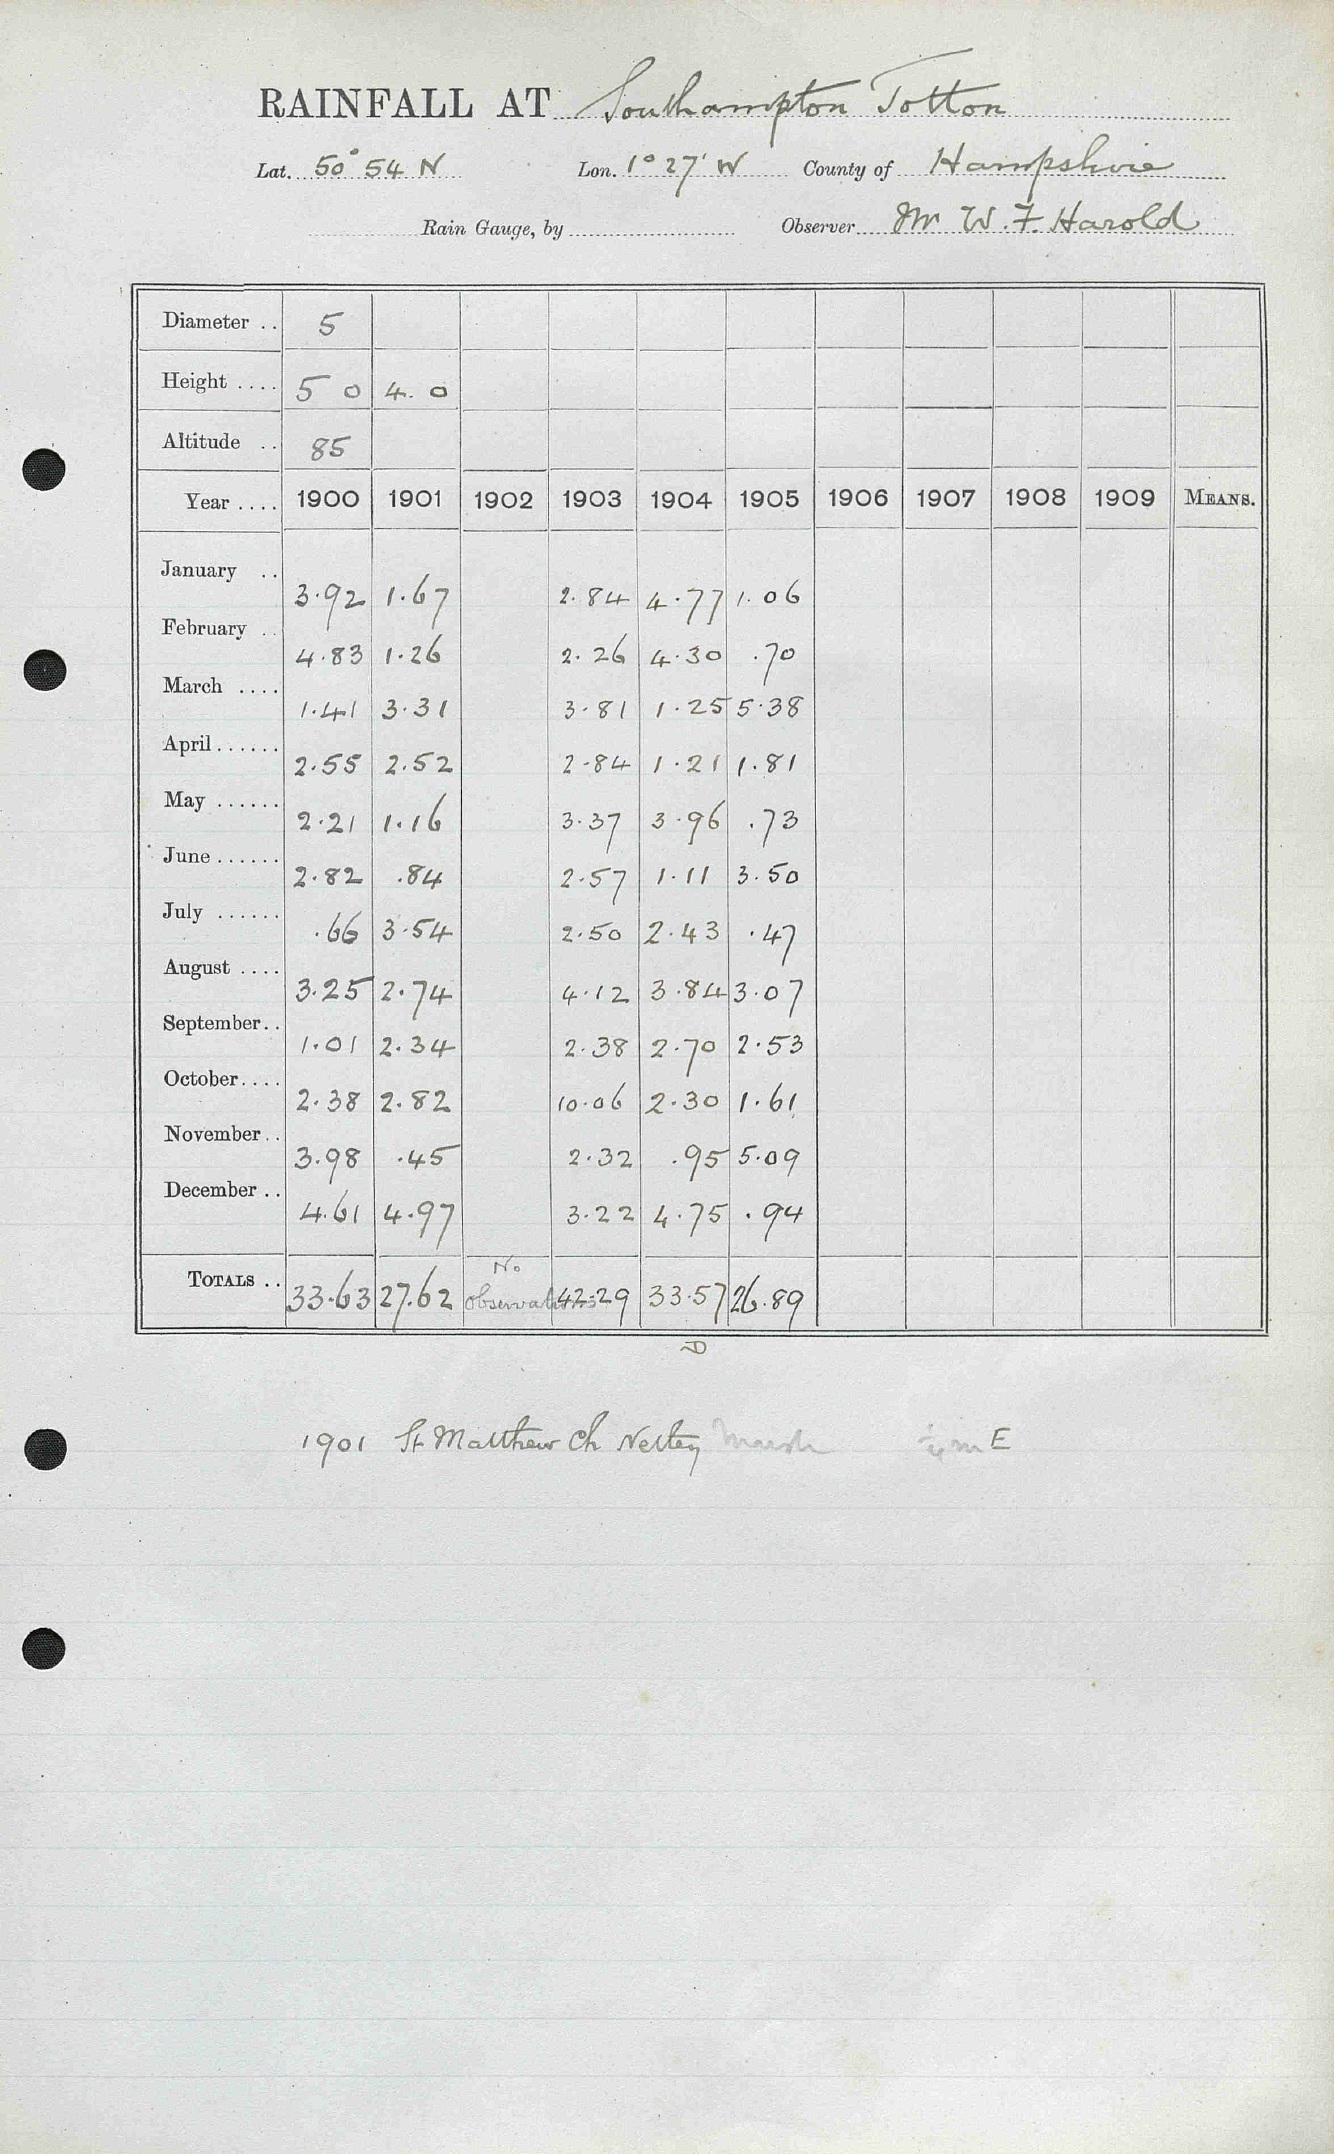 RAINFALL AT Southampton Totton
Lat. 50° 54 N Lon. 1° 27' W County of Hampshire
Rain Gauge, by Observer Mr W. F. Harold
Diameter .. 5
Height .... 5 0 4. 0
Altitude .. 85
Year .... 1900 1901 1902 1903 1904 1905 1906 1907 1908 1909 MEANS.
January .. 3.92 1.67 2.84 4.77 1.06
February .. 4.83 1.26 2.26 4.30 .70
March .... 1.41 3.31 3.81 1.25 5.38
April ...... 2.55 2.52 2.84 1.21 1.81
May ...... 2.21 1.16 3.37 3.96 .73
June ...... 2.82 .84 2.57 1.11 3.50
July ...... .66 3.54 2.50 2.43 .47
August .... 3.25 2.74 4.12 3.84 3.07
September.. 1.01 2.34 2.38 2.70 2.53
October.... 2.38 2.82 10.06 2.30 1.61
November.. 3.98 .45 2.32 .95 5.09
December .. 4.61 4.97 3.22 4.75 .94
TOTALS .. 33.63 27.62 No observations 42.29 33.57 26.89
D
1901 St Matthew Ch Netley Marsh ¼ m E